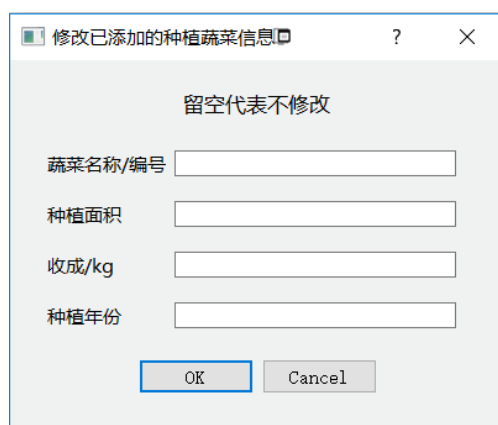 修改已添加的种植蔬菜信息
留空代表不修改
蔬菜名称/编号
种植面积
收成/kg
种植年份
OK Cancel